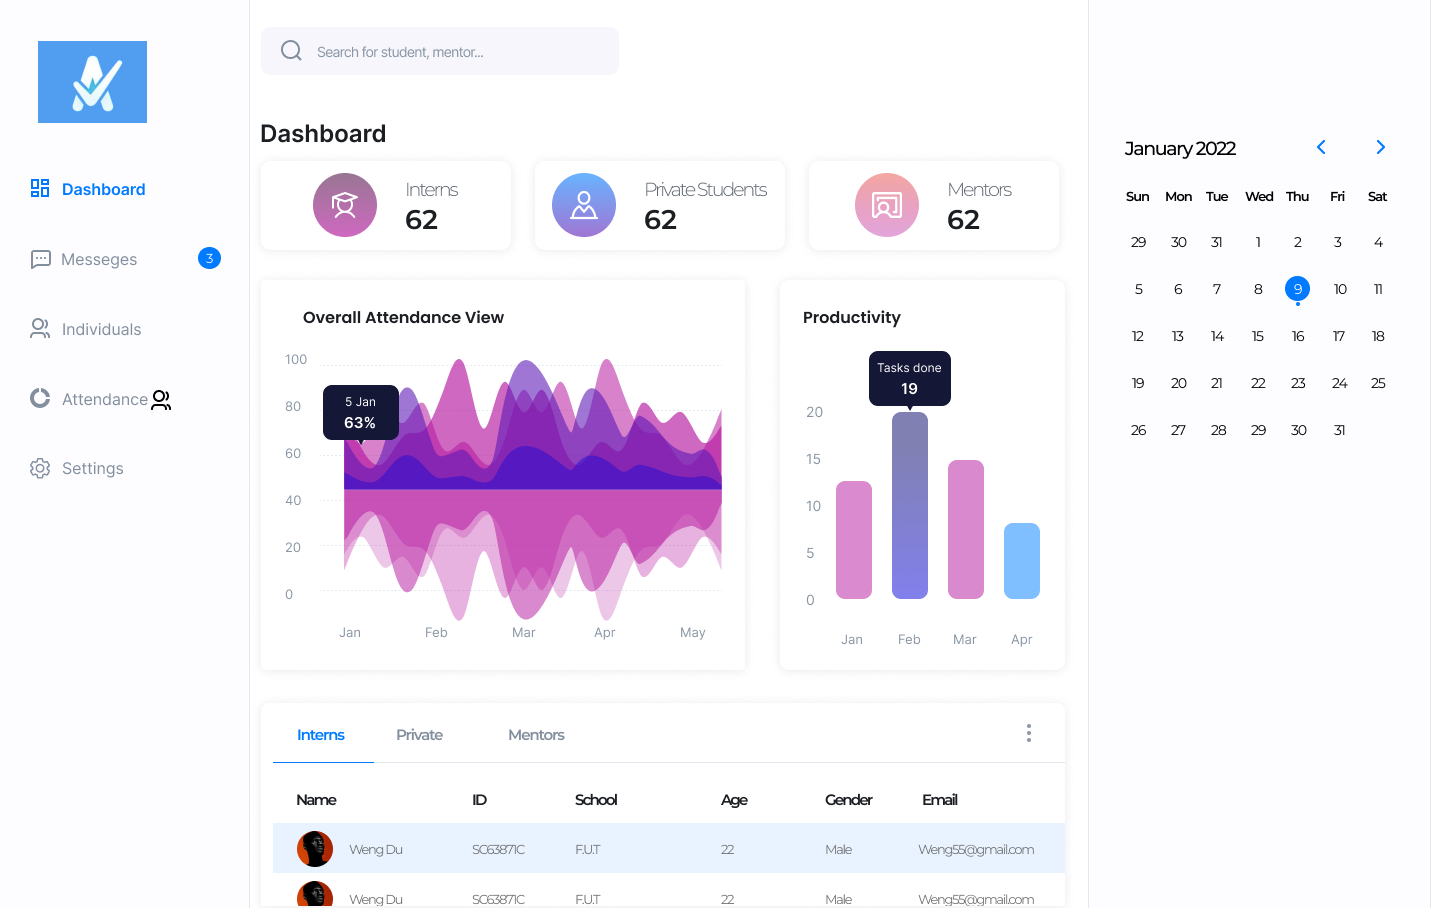 Search for student, mentor...
Dashboard
Messeges 3
Individuals
Attendance
Settings
Dashboard
Interns
62
Private Students
62
Mentors
62
Overall Attendance View
100
80
60
40
20
0
5 Jan
63%
Jan Feb Mar Apr May
Productivity
Tasks done
19
20
15
10
5
0
Jan Feb Mar Apr
Interns Private Mentors
Name ID School Age Gender Email
Weng Du SC63871C F.U.T 22 Male Weng55@gmail.com
Weng Du SC63871C F.U.T 22 Male Weng55@gmail.com
January 2022
Sun Mon Tue Wed Thu Fri Sat
29 30 31 1 2 3 4
5 6 7 8 9 10 11
12 13 14 15 16 17 18
19 20 21 22 23 24 25
26 27 28 29 30 31